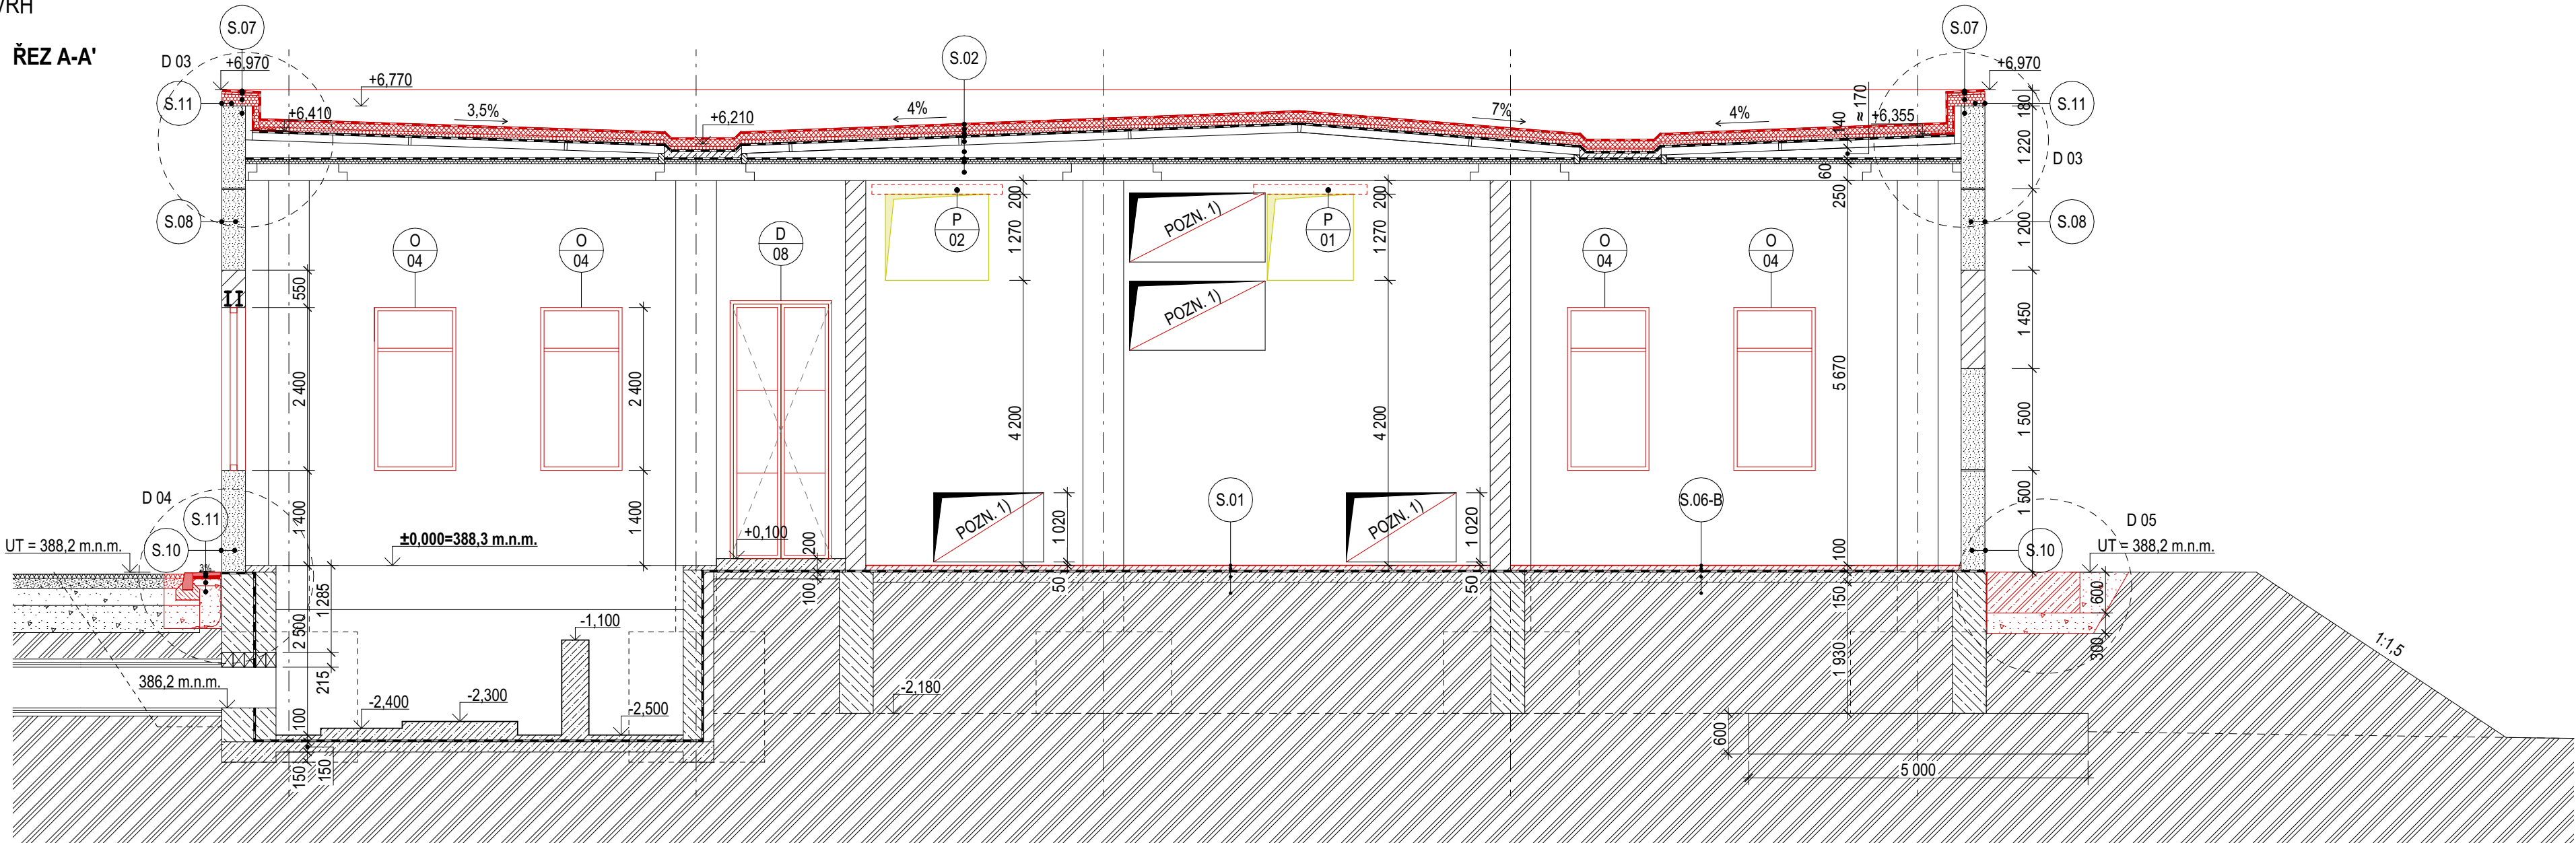 ŘEZ A-A'
S.07
S.02
S.07
D 03
+6,970
+6,770
+6,970
S.11
S.11
+6,410
3,5%
+6,210
4%
7%
4%
140
≈ 170
+6,355
180
1 220
D 03
60
250
200
200
S.08
S.08
P
02
P
01
POZN. 1)
1 270
1 270
1 200
O
04
O
04
D
08
O
04
O
04
550
POZN. 1)
1 450
2 400
2 400
4 200
4 200
5 670
1 500
D 04
S.11
S.10
1 400
1 400
POZN. 1)
1 020
S.01
POZN. 1)
1 020
S.06-B
1 500
D 05
S.10
UT = 388,2 m.n.m.
±0,000=388,3 m.n.m.
+0,100
200
100
UT = 388,2 m.n.m.
3%
1 285
100
50
50
150
600
2 500
-1,100
300
1:1,5
215
1 930
386,2 m.n.m.
-2,400
-2,300
-2,500
-2,180
100
600
150
150
5 000